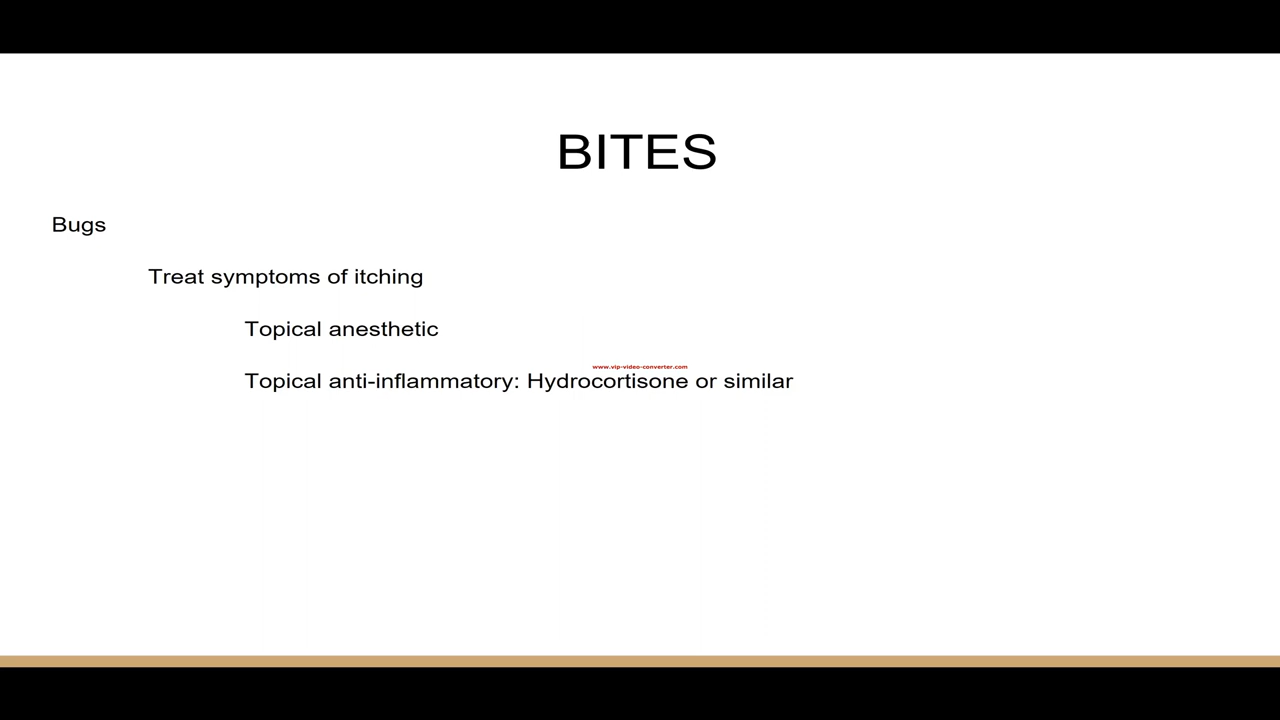 BITES
Bugs
Treat symptoms of itching
Topical anesthetic
www.vip-video-converter.com
Topical anti-inflammatory: Hydrocortisone or similar